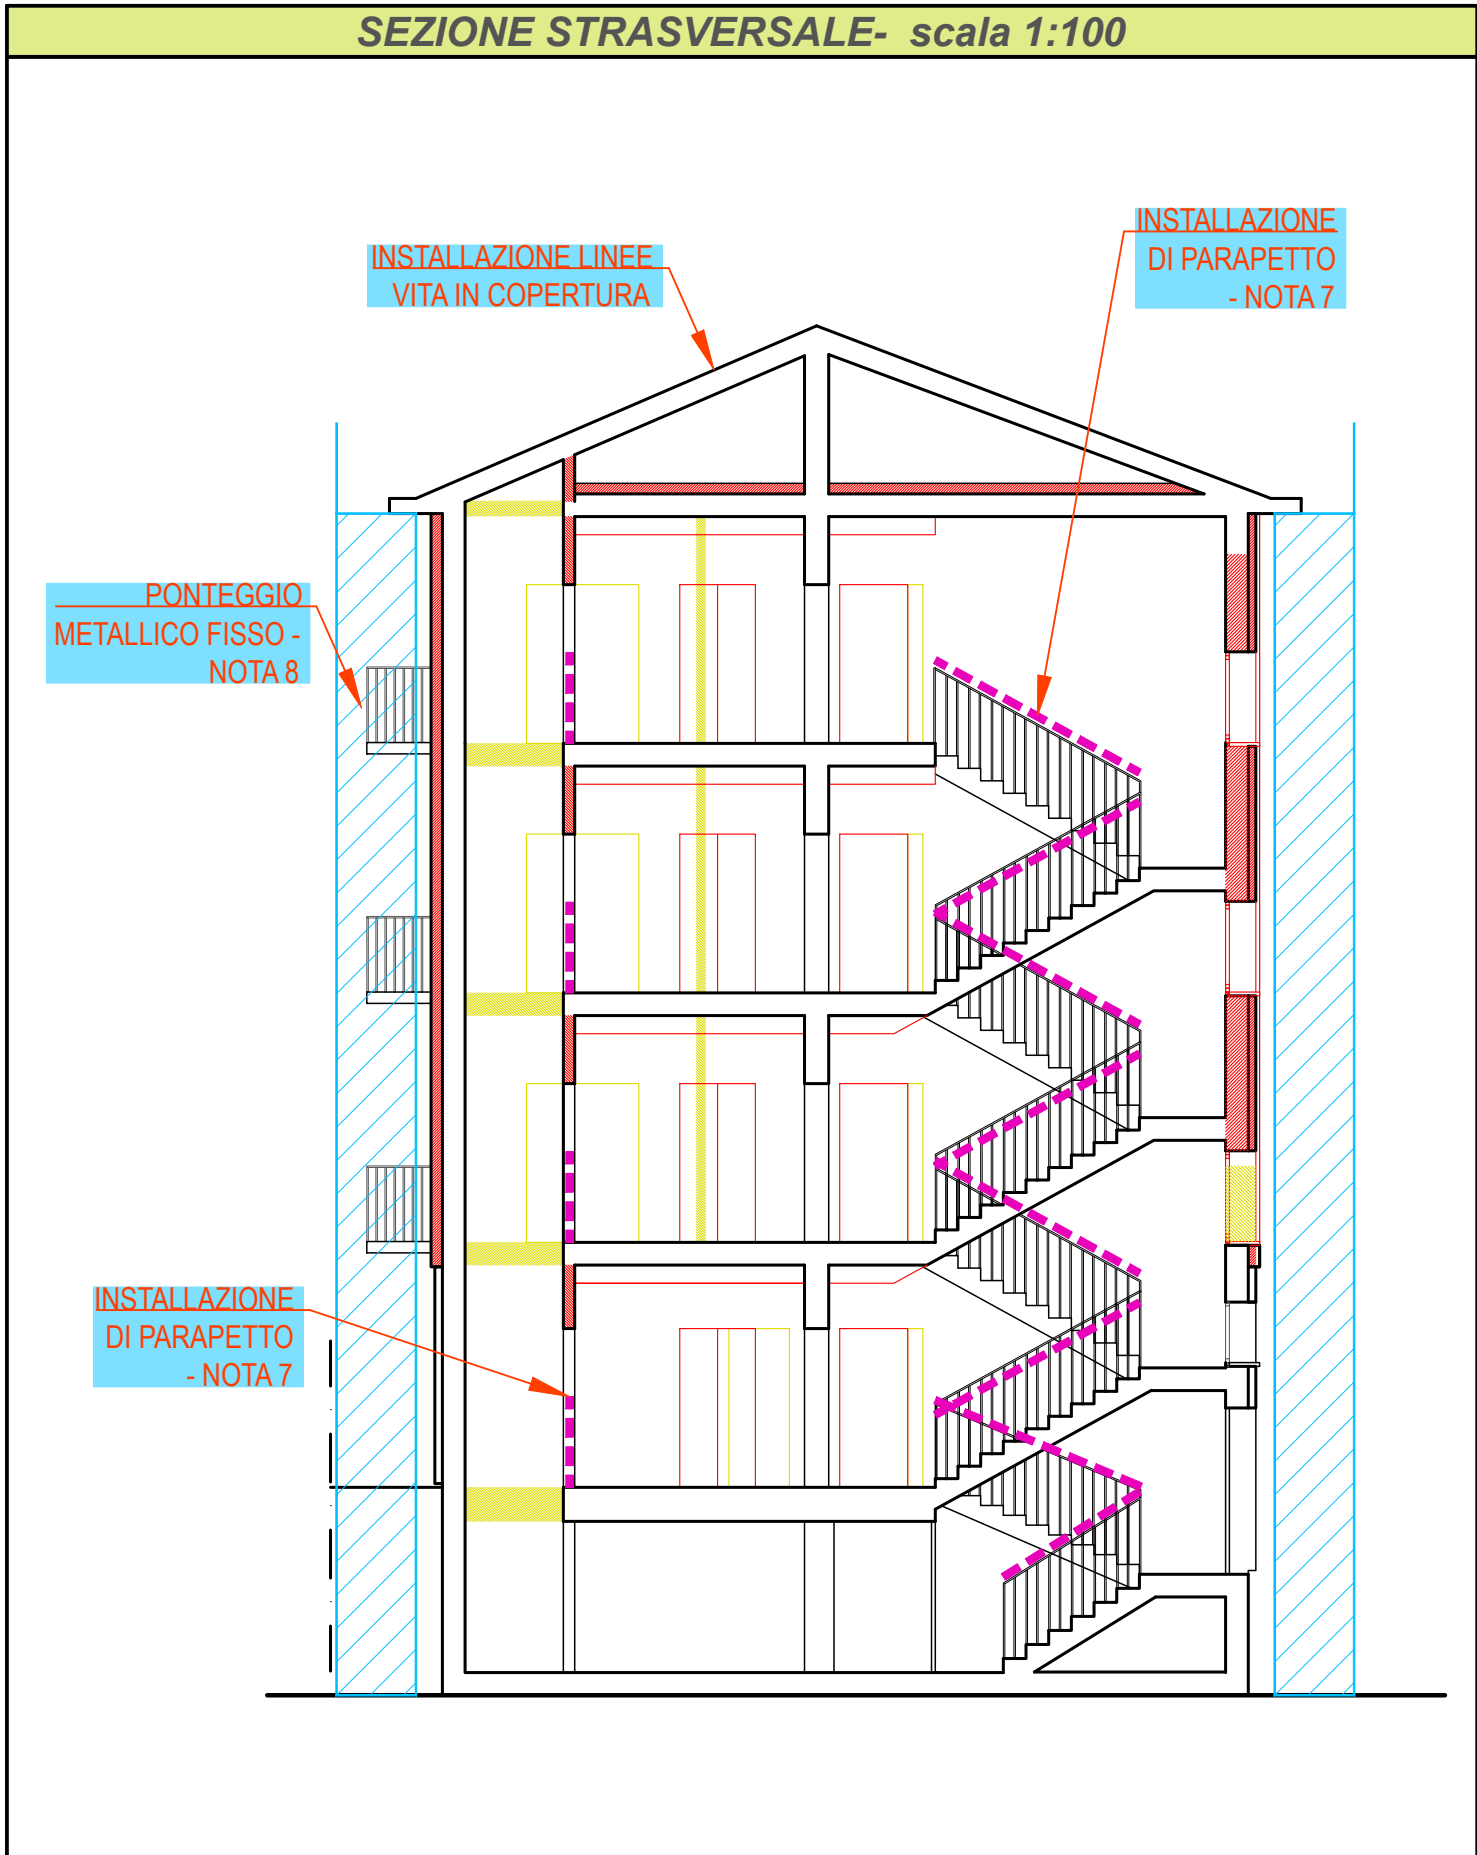 SEZIONE STRASVERSALE- scala 1:100
INSTALLAZIONE LINEE
VITA IN COPERTURA
INSTALLAZIONE
DI PARAPETTO
- NOTA 7
PONTEGGIO
METALLICO FISSO -
NOTA 8
INSTALLAZIONE
DI PARAPETTO
- NOTA 7